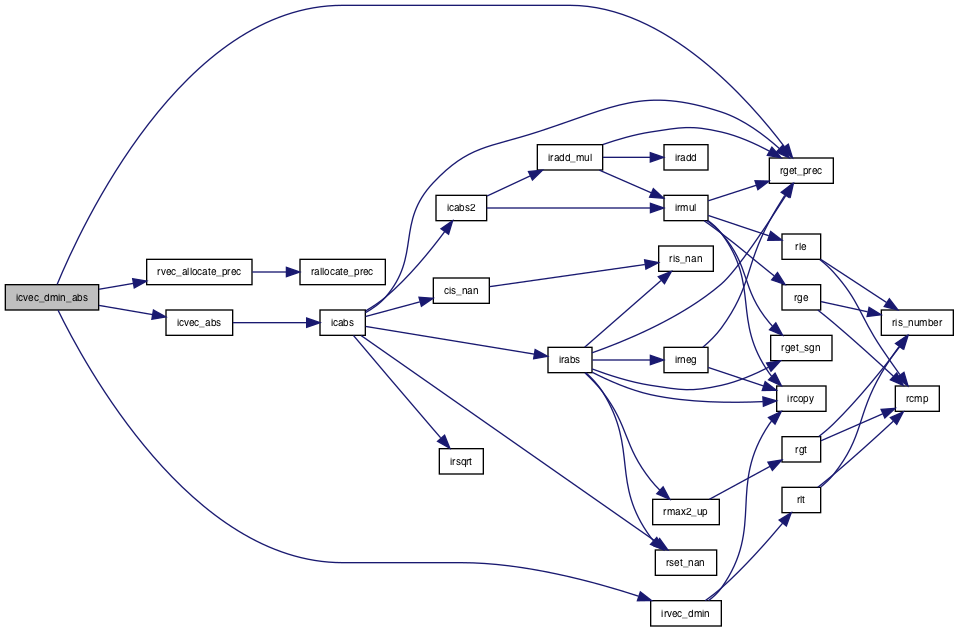 icvec_dmin_abs
rvec_allocate_prec
icvec_abs
rallocate_prec
icabs
icabs2
cis_nan
irsqrt
iradd_mul
irabs
iradd
irmul
ris_nan
irneg
rmax2_up
rset_nan
irvec_dmin
rget_prec
rle
rge
rget_sgn
ircopy
rgt
rlt
ris_number
rcmp